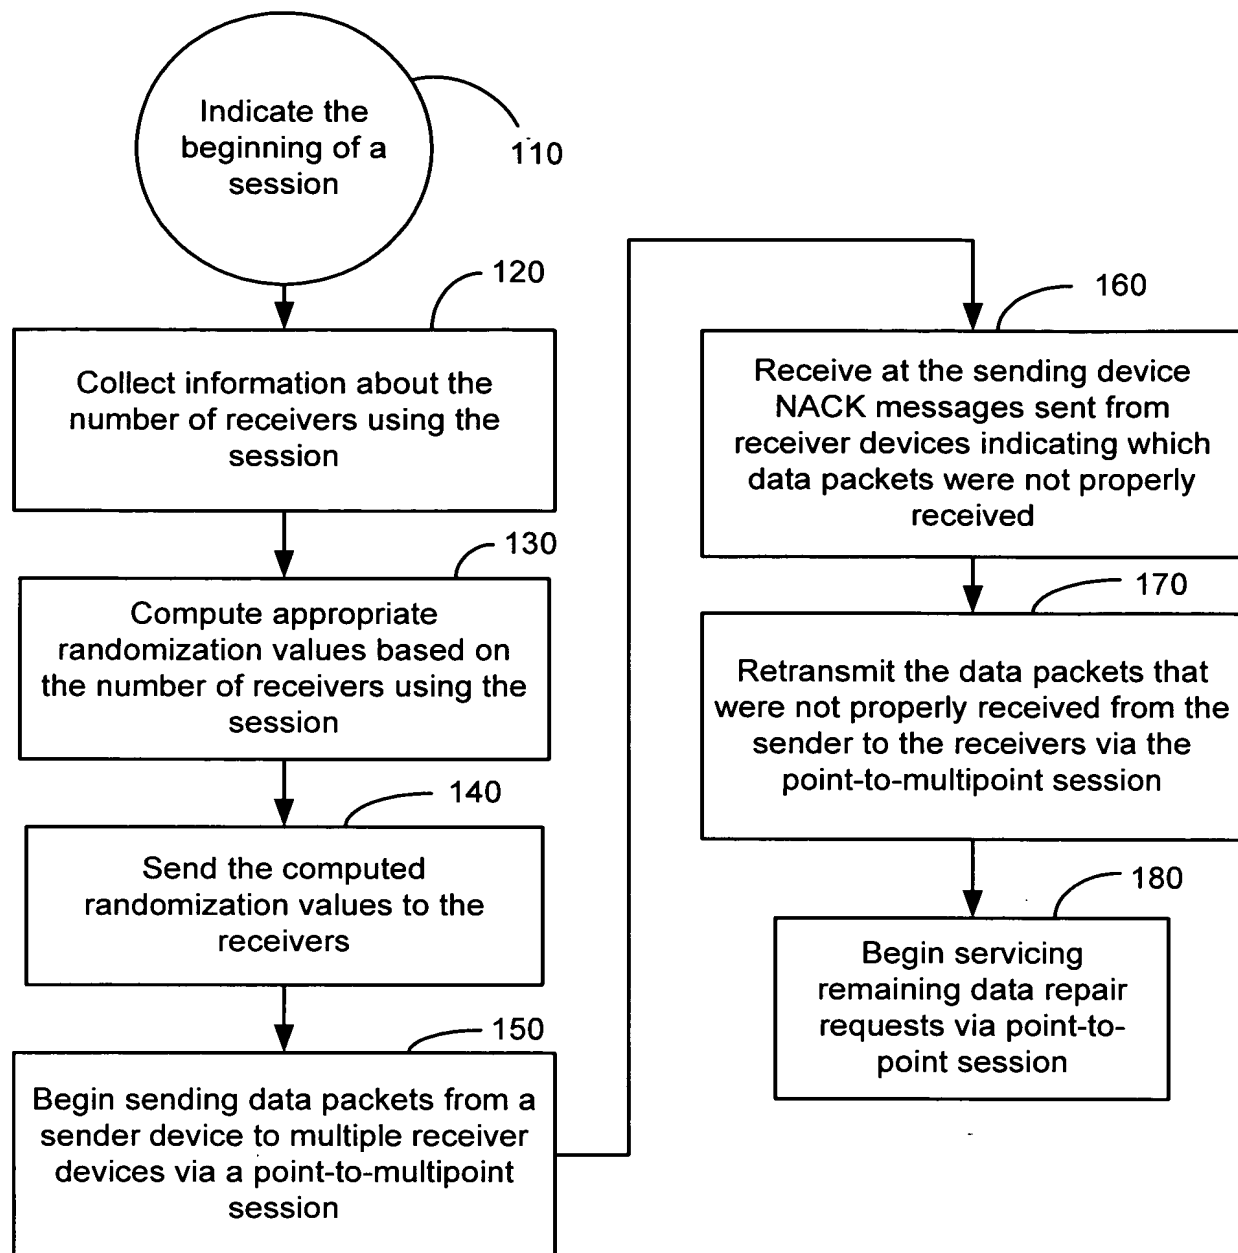 Indicate the
beginning of a
session
110
120
Collect information about the
number of receivers using the
session
130
Compute appropriate
randomization values based on
the number of receivers using the
session
140
Send the computed
randomization values to the
receivers
150
Begin sending data packets from a
sender device to multiple receiver
devices via a point-to-multipoint
session
160
Receive at the sending device
NACK messages sent from
receiver devices indicating which
data packets were not properly
received
170
Retransmit the data packets that
were not properly received from the
sender to the receivers via the
point-to-multipoint session
180
Begin servicing
remaining data repair
requests via point-to-
point session